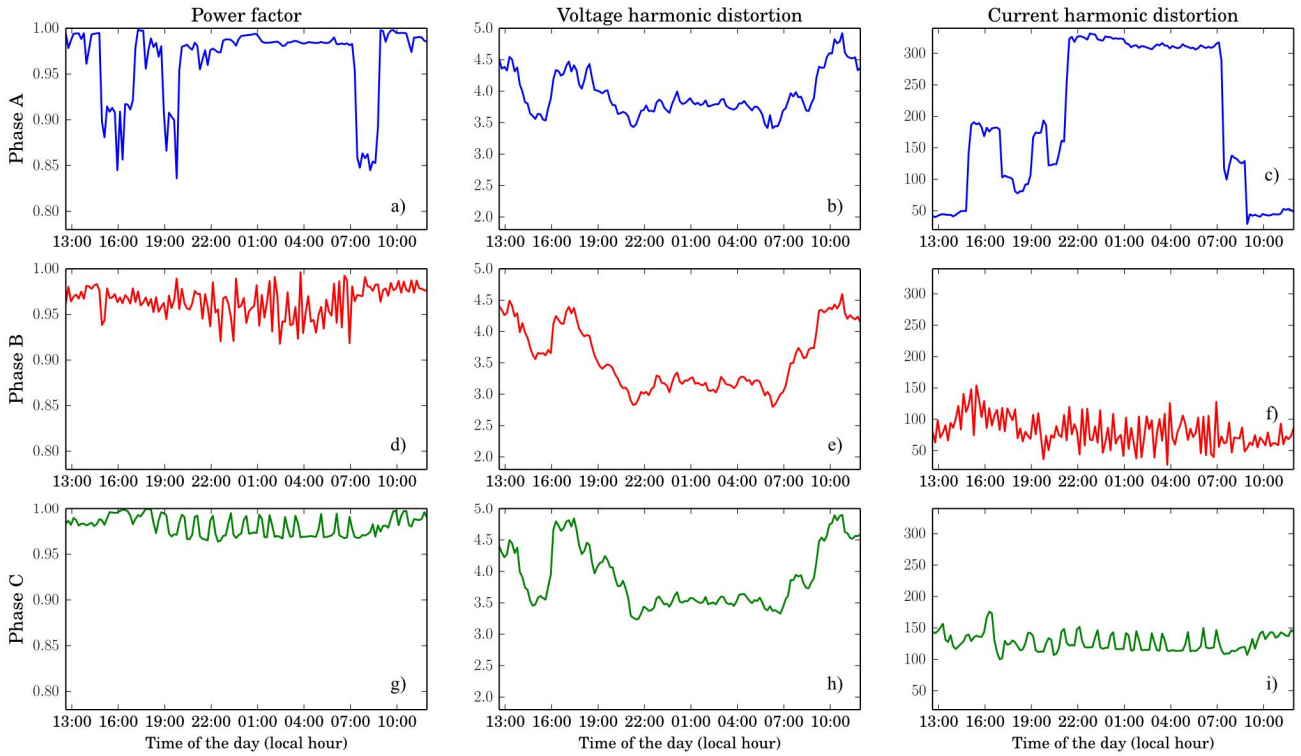 Power factor
Voltage harmonic distortion
Current harmonic distortion
Phase A
1.00
0.95
0.90
0.85
0.80
a)
13:00 16:00 19:00 22:00 01:00 04:00 07:00 10:00
5.0
4.5
4.0
3.5
3.0
2.5
2.0
b)
13:00 16:00 19:00 22:00 01:00 04:00 07:00 10:00
300
250
200
150
100
50
c)
13:00 16:00 19:00 22:00 01:00 04:00 07:00 10:00
Phase B
1.00
0.95
0.90
0.85
0.80
d)
13:00 16:00 19:00 22:00 01:00 04:00 07:00 10:00
5.0
4.5
4.0
3.5
3.0
2.5
2.0
e)
13:00 16:00 19:00 22:00 01:00 04:00 07:00 10:00
300
250
200
150
100
50
f)
13:00 16:00 19:00 22:00 01:00 04:00 07:00 10:00
Phase C
1.00
0.95
0.90
0.85
0.80
g)
13:00 16:00 19:00 22:00 01:00 04:00 07:00 10:00
Time of the day (local hour)
5.0
4.5
4.0
3.5
3.0
2.5
2.0
h)
13:00 16:00 19:00 22:00 01:00 04:00 07:00 10:00
Time of the day (local hour)
300
250
200
150
100
50
i)
13:00 16:00 19:00 22:00 01:00 04:00 07:00 10:00
Time of the day (local hour)